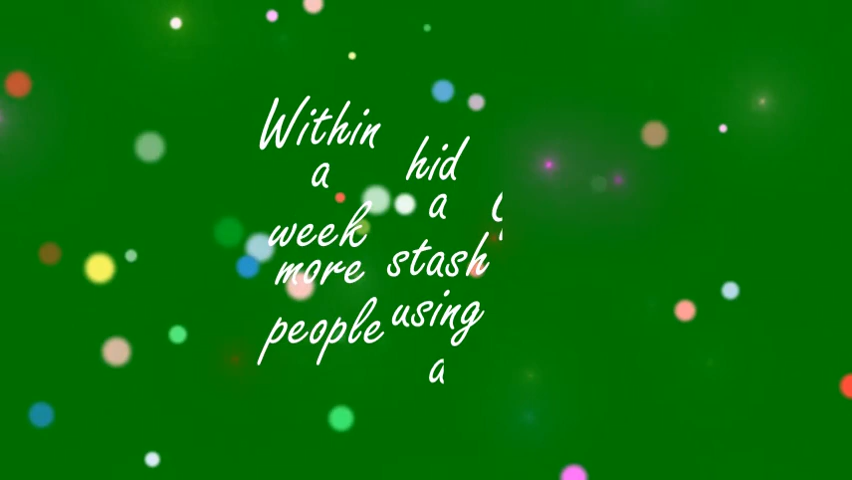 Within
a
week
more
people
hid
a
stash
using
a